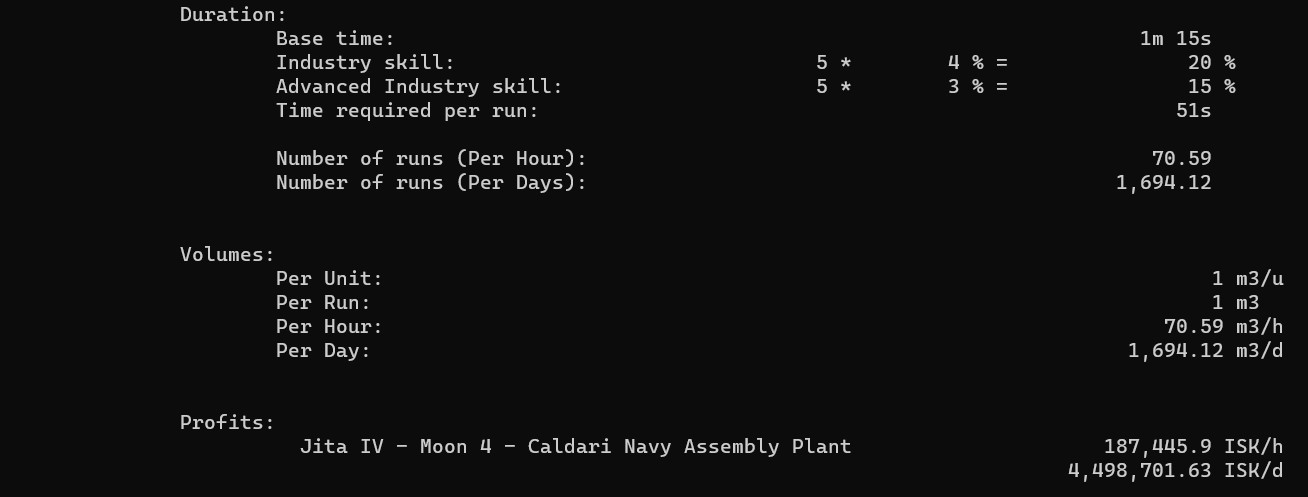 Duration:
Base time: 1m 15s
Industry skill: 5 * 4 % = 20 %
Advanced Industry skill: 5 * 3 % = 15 %
Time required per run: 51s
Number of runs (Per Hour): 70.59
Number of runs (Per Days): 1,694.12
Volumes:
Per Unit: 1 m3/u
Per Run: 1 m3
Per Hour: 70.59 m3/h
Per Day: 1,694.12 m3/d
Profits:
Jita IV - Moon 4 - Caldari Navy Assembly Plant 187,445.9 ISK/h
4,498,701.63 ISK/d